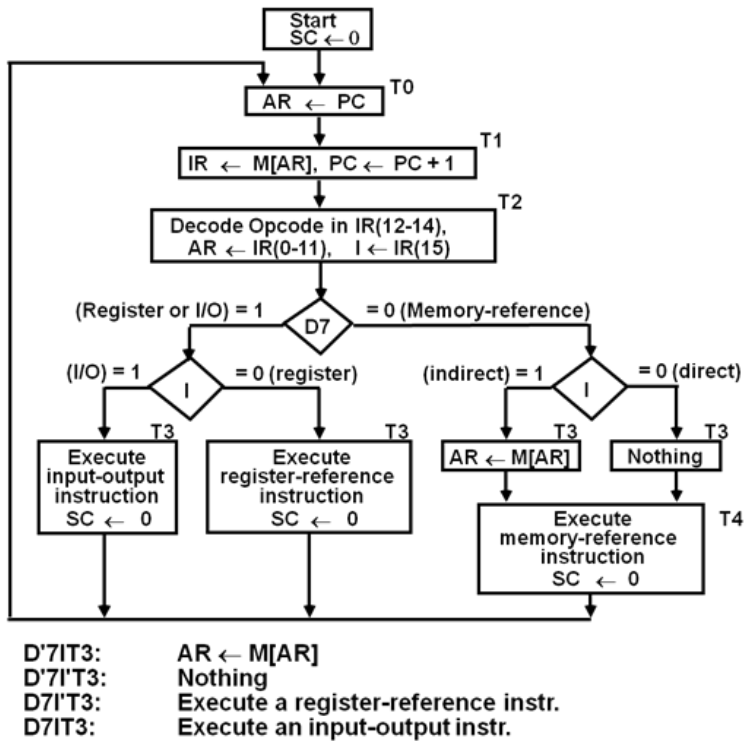 Start
SC ← 0
T0
AR ← PC
T1
IR ← M[AR], PC ← PC + 1
T2
Decode Opcode in IR(12-14),
AR ← IR(0-11), I ← IR(15)
(Register or I/O) = 1
D7
= 0 (Memory-reference)
(I/O) = 1
I
= 0 (register)
(indirect) = 1
I
= 0 (direct)
T3
Execute
input-output
instruction
SC ← 0
T3
Execute
register-reference
instruction
SC ← 0
T3
AR ← M[AR]
T3
Nothing
T4
Execute
memory-reference
instruction
SC ← 0
D'7IT3: AR ← M[AR]
D'7I'T3: Nothing
D7I'T3: Execute a register-reference instr.
D7IT3: Execute an input-output instr.